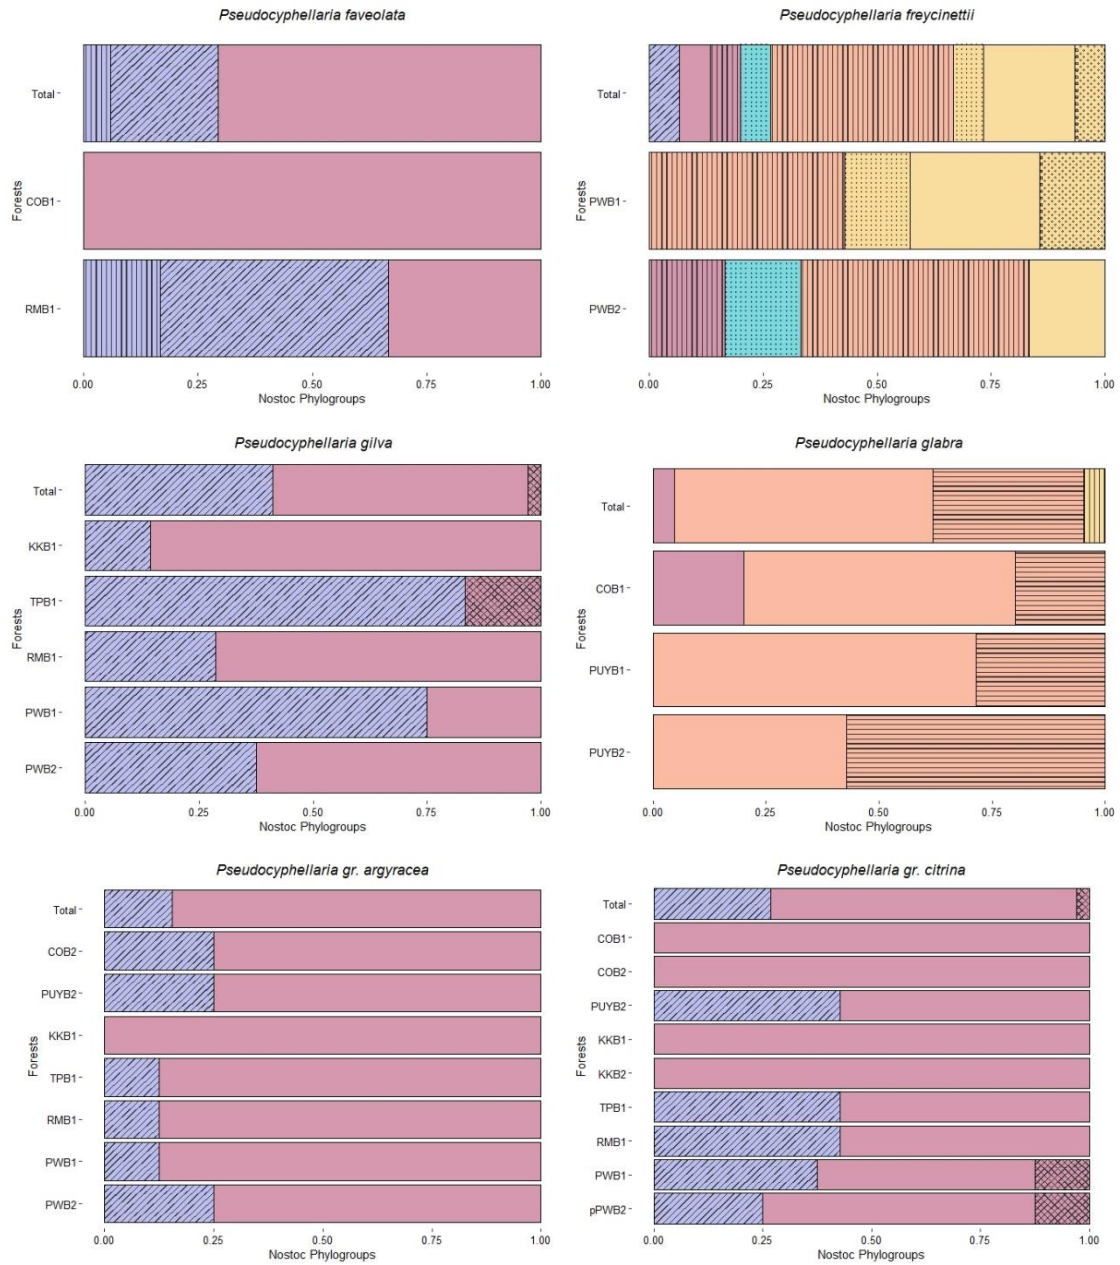 Pseudocyphellaria faveolata
Total
COB1
RMB1
Forests
0.00 0.25 0.50 0.75 1.00
Nostoc Phylogroups
Pseudocyphellaria freycinettii
Total
PWB1
PWB2
Forests
0.00 0.25 0.50 0.75 1.00
Nostoc Phylogroups
Pseudocyphellaria gilva
Total
KKB1
TPB1
RMB1
PWB1
PWB2
Forests
0.00 0.25 0.50 0.75 1.00
Nostoc Phylogroups
Pseudocyphellaria glabra
Total
COB1
PUYB1
PUYB2
Forests
0.00 0.25 0.50 0.75 1.00
Nostoc Phylogroups
Pseudocyphellaria gr. argyracea
Total
COB2
PUYB2
KKB1
TPB1
RMB1
PWB1
PWB2
Forests
0.00 0.25 0.50 0.75 1.00
Nostoc Phylogroups
Pseudocyphellaria gr. citrina
Total
COB1
COB2
PUYB2
KKB1
KKB2
TPB1
RMB1
PWB1
pPWB2
Forests
0.00 0.25 0.50 0.75 1.00
Nostoc Phylogroups